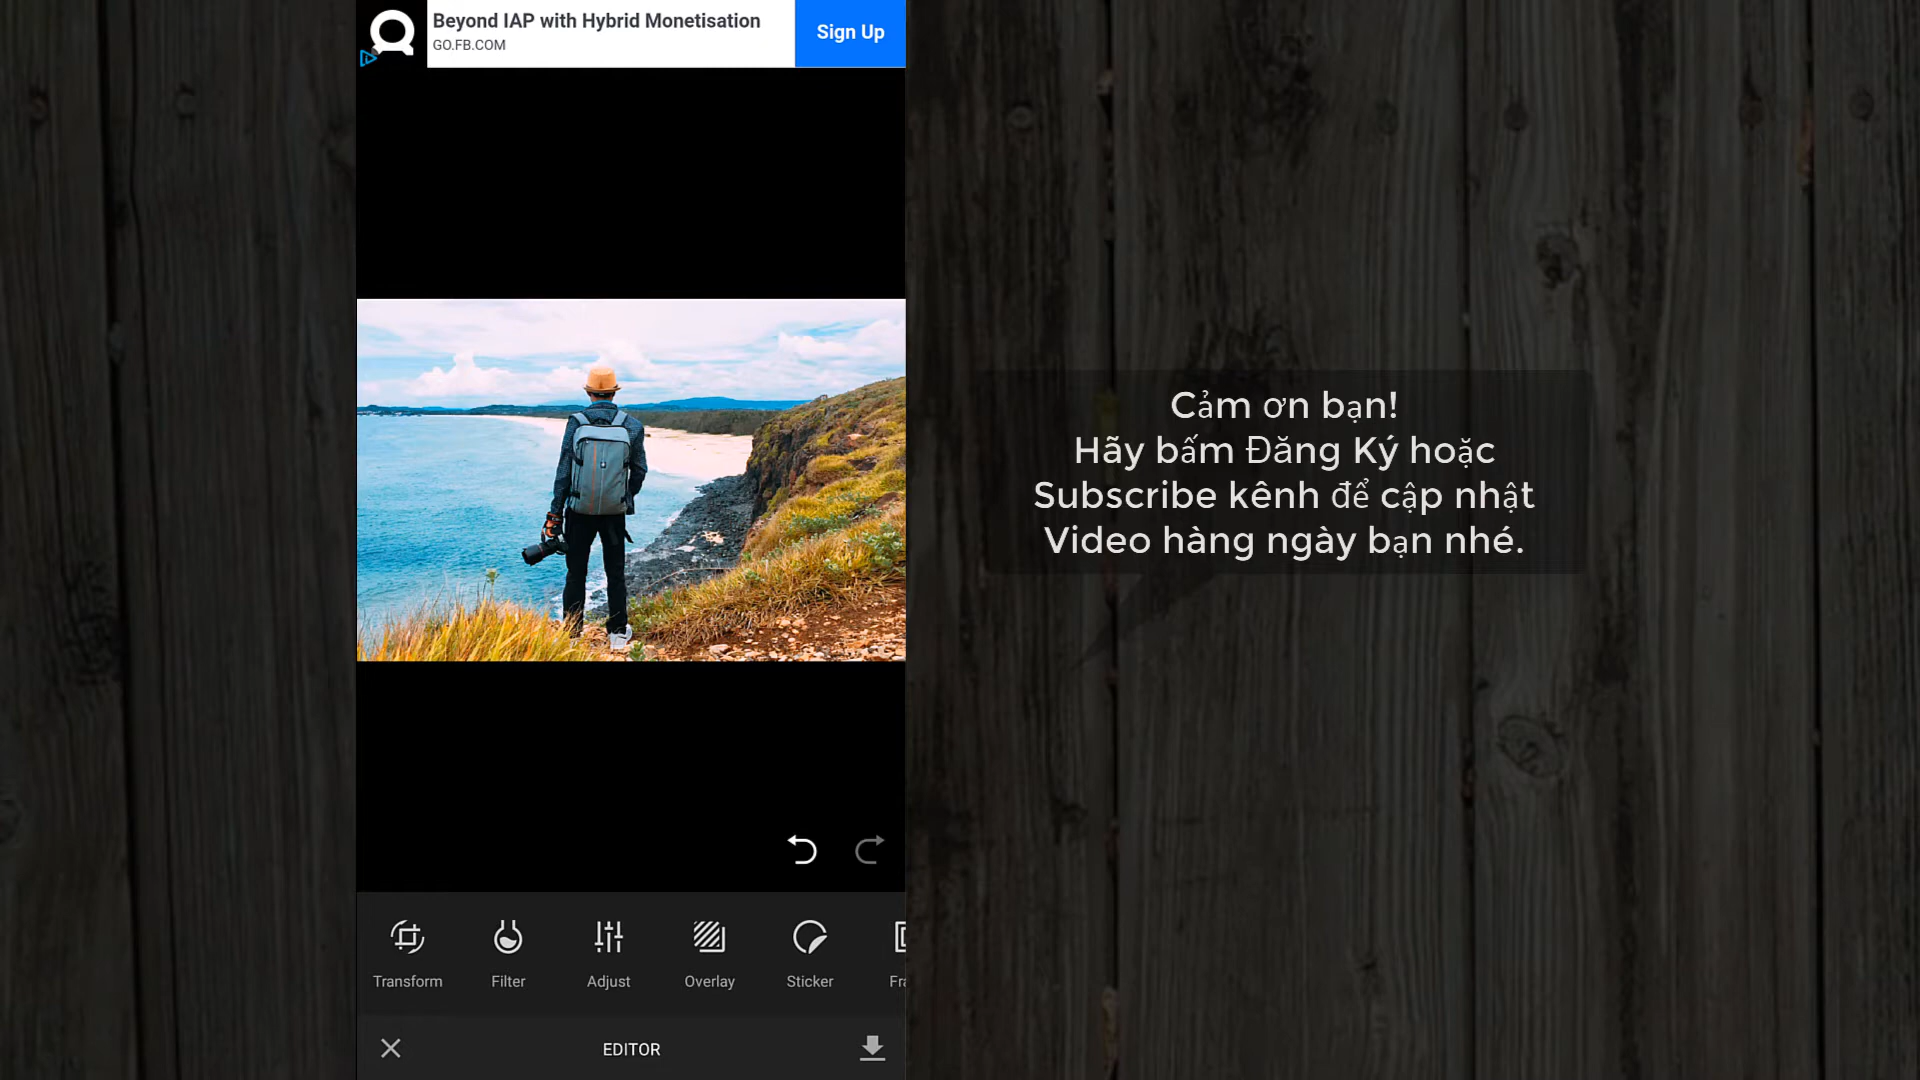 Beyond IAP with Hybrid Monetisation
GO.FB.COM
Sign Up
Cảm ơn bạn!
Hãy bấm Đăng Ký hoặc
Subscribe kênh để cập nhật
Video hàng ngày bạn nhé.
Transform
Filter
Adjust
Overlay
Sticker
Fra
EDITOR